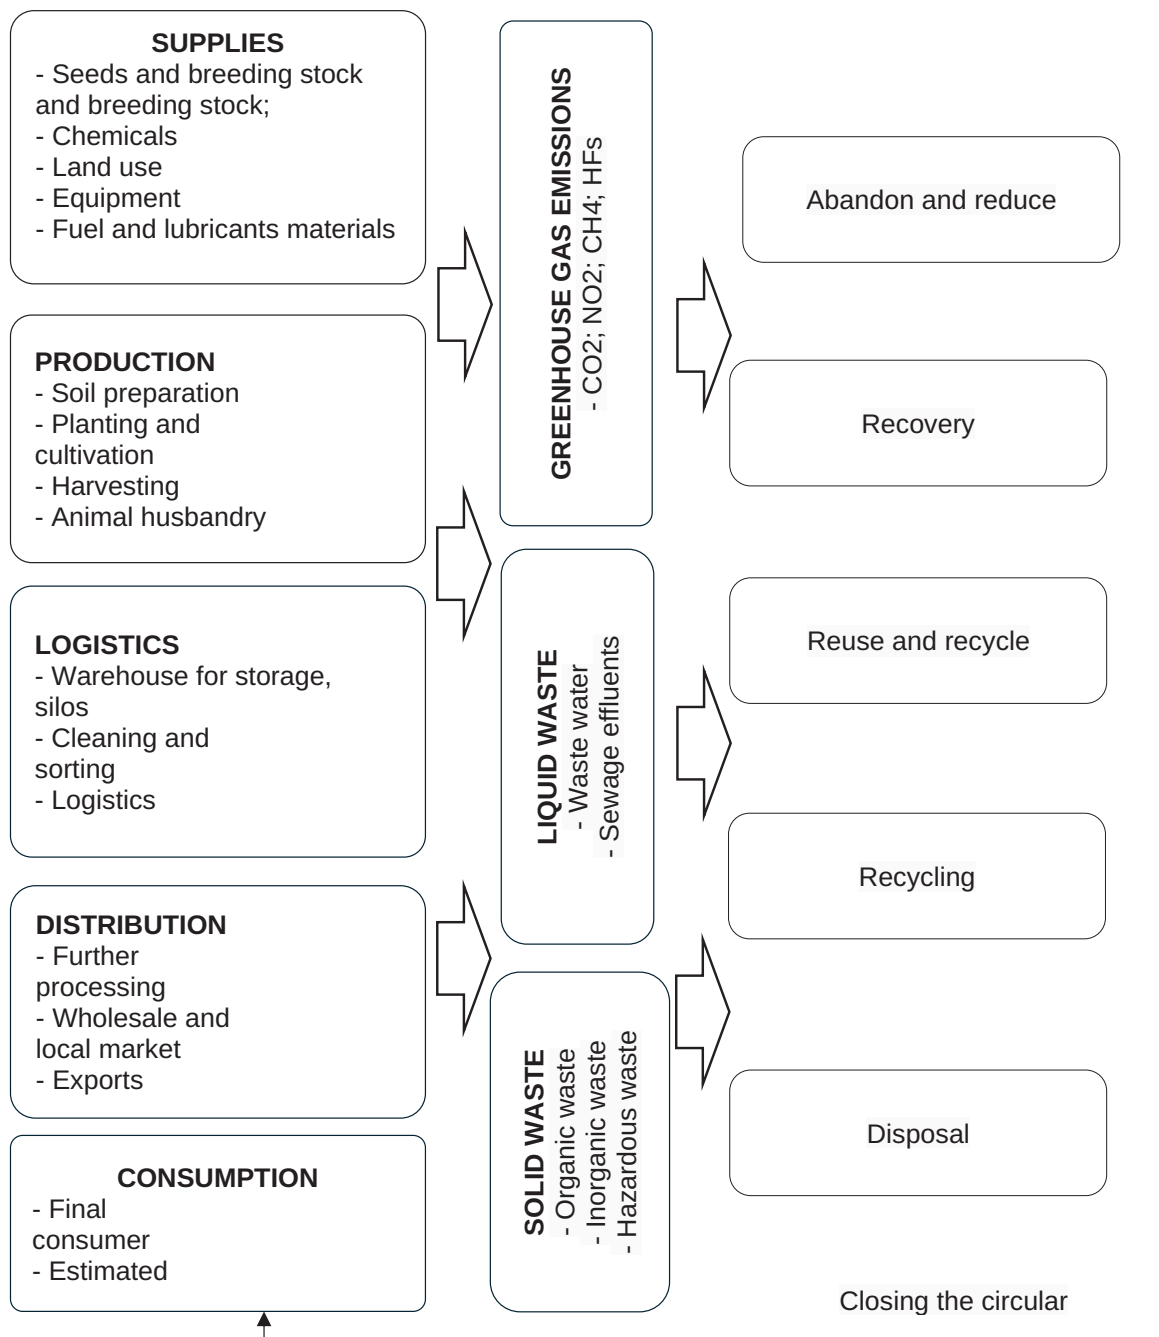 SUPPLIES
- Seeds and breeding stock
and breeding stock;
- Chemicals
- Land use
- Equipment
- Fuel and lubricants materials
PRODUCTION
- Soil preparation
- Planting and
cultivation
- Harvesting
- Animal husbandry
LOGISTICS
- Warehouse for storage,
silos
- Cleaning and
sorting
- Logistics
DISTRIBUTION
- Further
processing
- Wholesale and
local market
- Exports
CONSUMPTION
- Final
consumer
- Estimated
GREENHOUSE GAS EMISSIONS
- CO2; NO2; CH4; HFs
LIQUID WASTE
- Waste water
- Sewage effluents
SOLID WASTE
- Organic waste
- Inorganic waste
- Hazardous waste
Abandon and reduce
Recovery
Reuse and recycle
Recycling
Disposal
Closing the circular